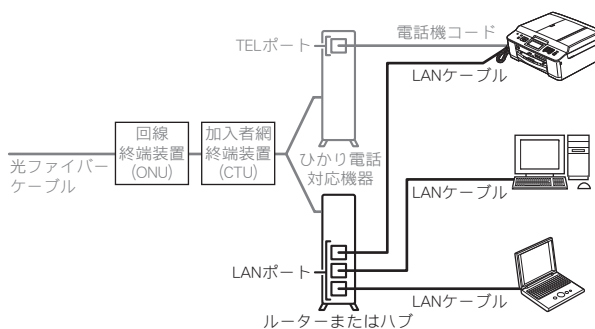 電話機コード
TELポート
LANケーブル
回線
終端装置
(ONU)
加入者網
終端装置
(CTU)
ひかり電話
対応機器
光ファイバー
ケーブル
LANケーブル
LANポート
LANケーブル
ルーターまたはハブ